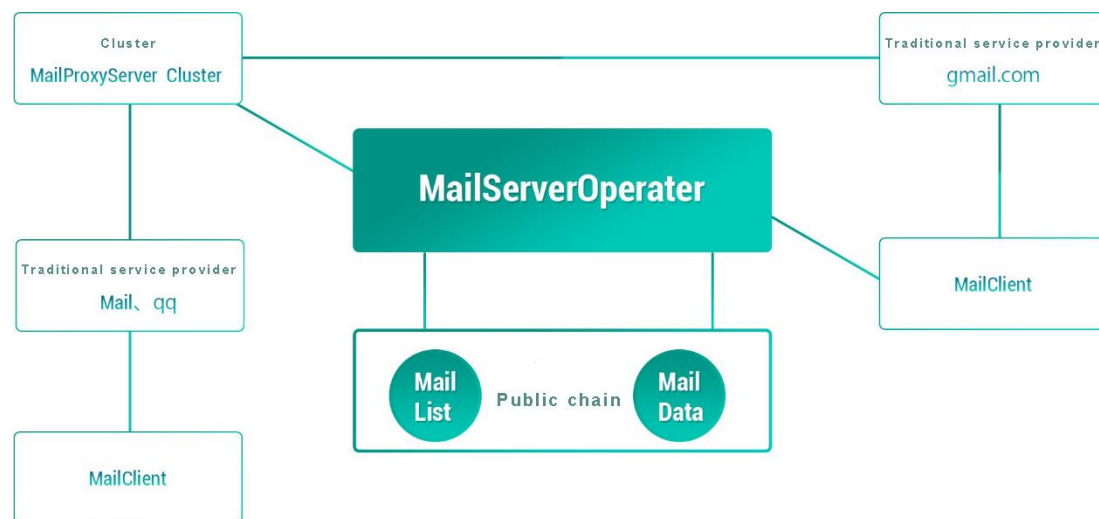 Cluster
MailProxyServer Cluster
Traditional service provider
gmail.com
MailServerOperater
Traditional service provider
Mail、qq
MailClient
Mail
List
Public chain
Mail
Data
MailClient